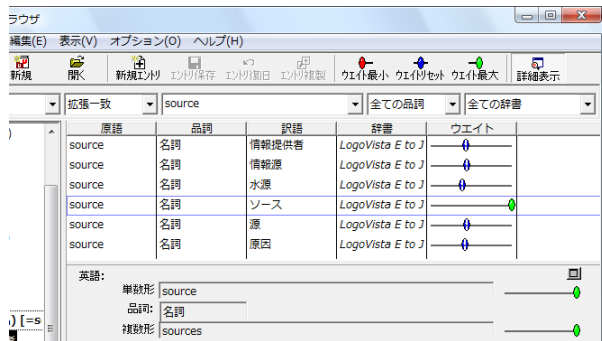 ラウザ
編集(E) 表示(V) オプション(O) ヘルプ(H)
新規 開く 新規エントリ エントリ保存 エントリ復旧 エントリ複製 ウエイト最小 ウエイトリセット ウエイト最大 詳細表示
拡張一致 source 全ての品詞 全ての辞書
原語 品詞 訳語 辞書 ウエイト
source 名詞 情報提供者 LogoVista E to J
source 名詞 情報源 LogoVista E to J
source 名詞 水源 LogoVista E to J
source 名詞 ソース LogoVista E to J
source 名詞 源 LogoVista E to J
source 名詞 原因 LogoVista E to J
英語:
単数形 source
品詞: 名詞
) [=s 複数形 sources